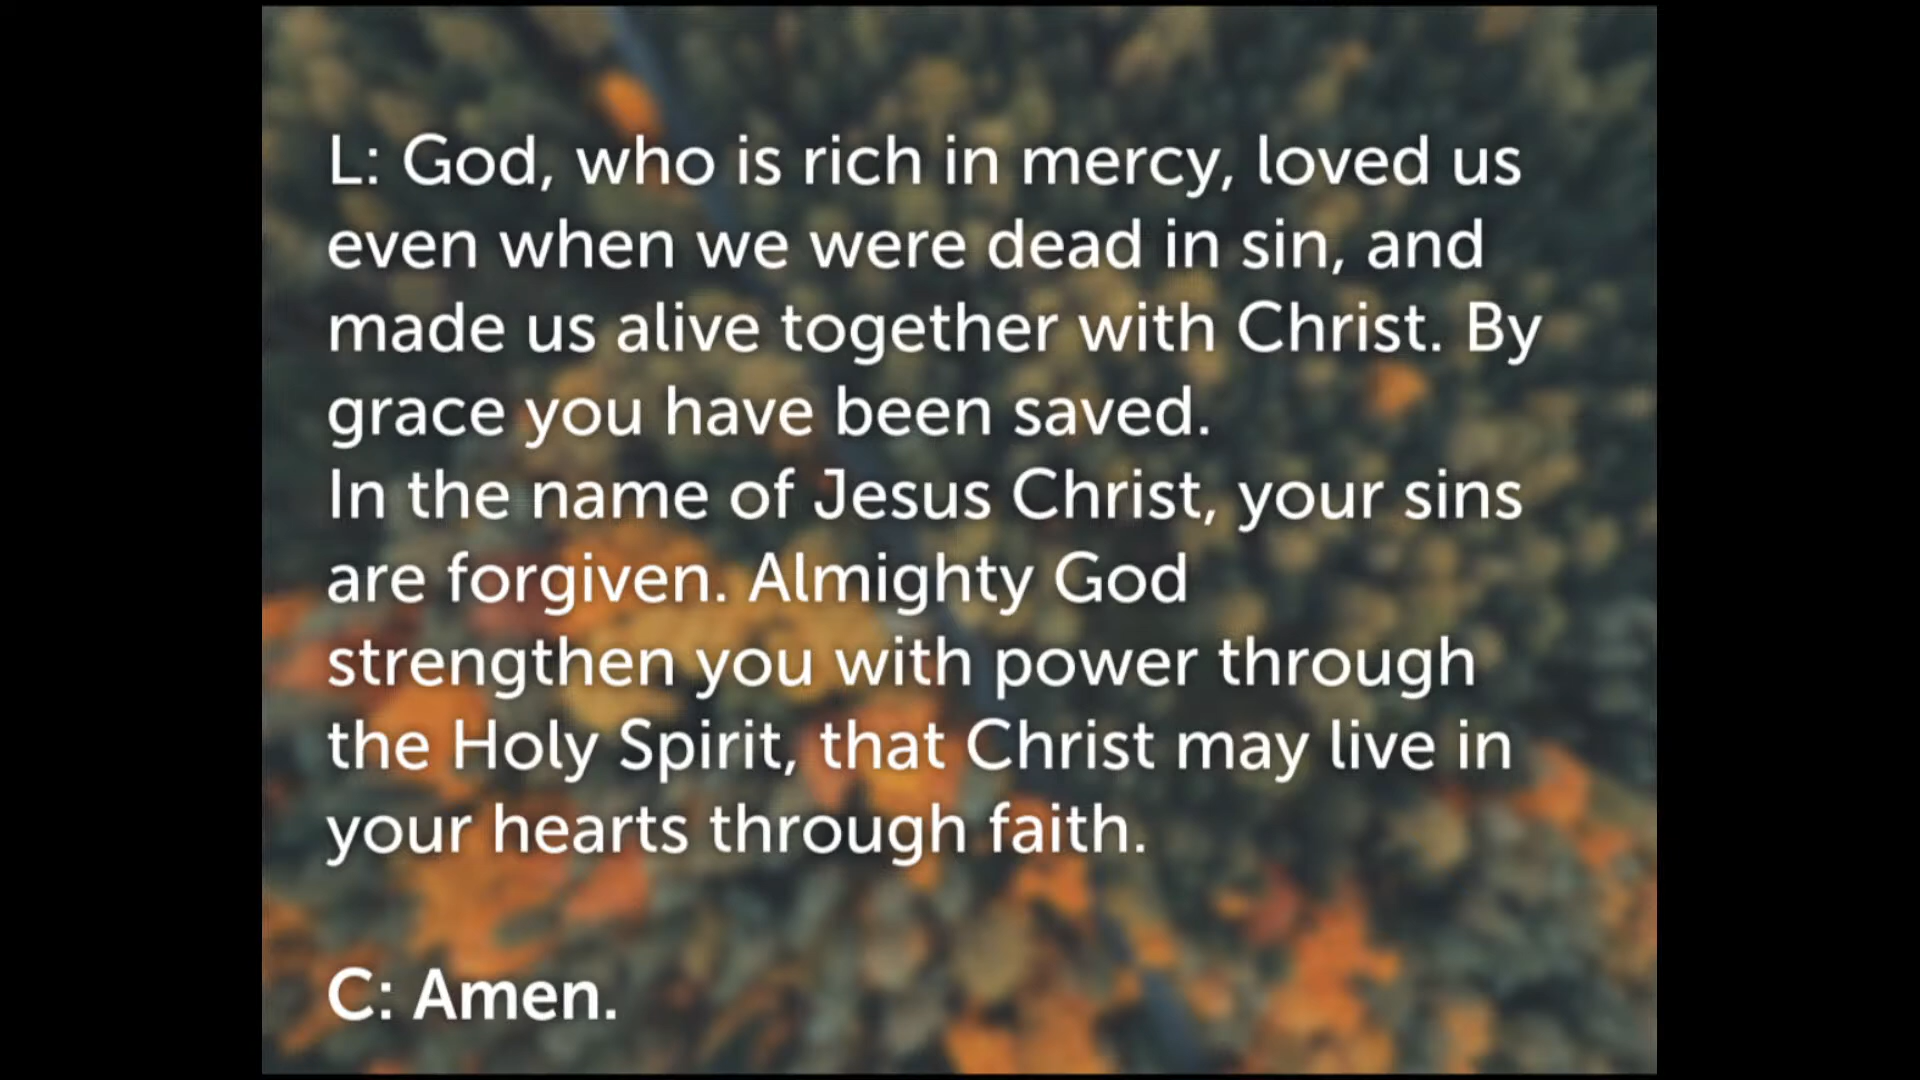 L: God, who is rich in mercy, loved us
even when we were dead in sin, and
made us alive together with Christ. By
grace you have been saved.
In the name of Jesus Christ, your sins
are forgiven. Almighty God
strengthen you with power through
the Holy Spirit, that Christ may live in
your hearts through faith.
C: Amen.